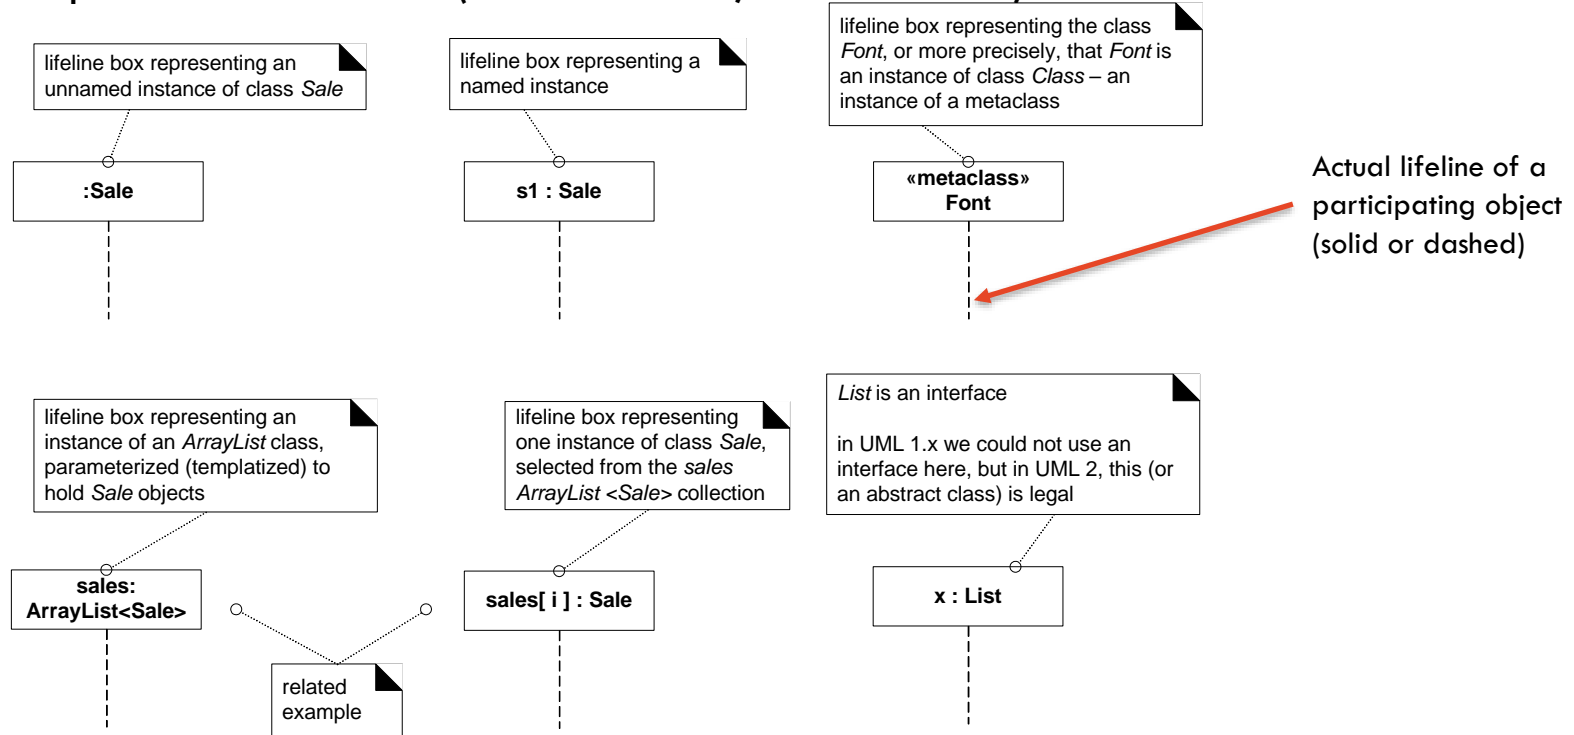 lifeline box representing an
unnamed instance of class Sale
lifeline box representing a
named instance
lifeline box representing the class
Font, or more precisely, that Font is
an instance of class Class – an
instance of a metaclass
:Sale
s1 : Sale
«metaclass»
Font
Actual lifeline of a
participating object
(solid or dashed)
lifeline box representing an
instance of an ArrayList class,
parameterized (templatized) to
hold Sale objects
lifeline box representing
one instance of class Sale,
selected from the sales
ArrayList <Sale> collection
List is an interface
in UML 1.x we could not use an
interface here, but in UML 2, this (or
an abstract class) is legal
sales:
ArrayList<Sale>
sales[ i ] : Sale
x : List
related
example